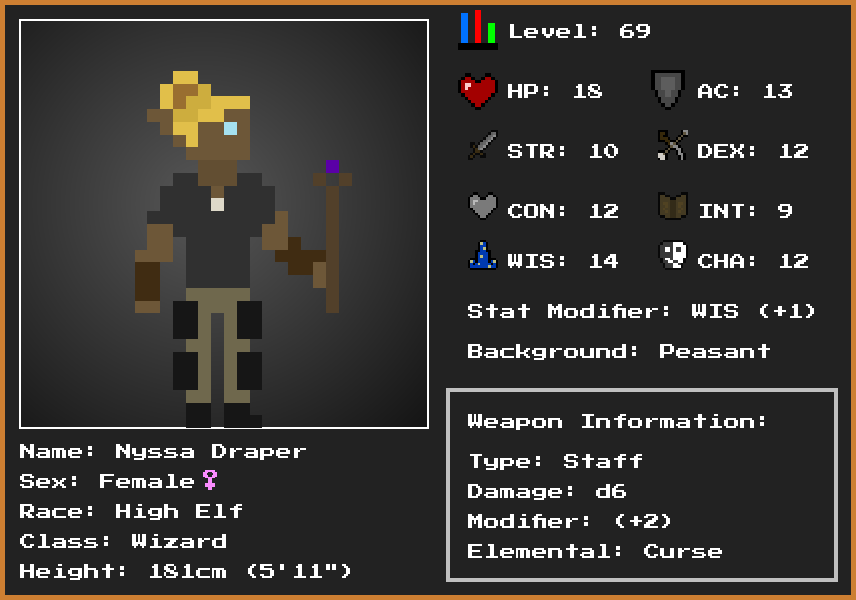 Level: 69
HP: 18 AC: 13
STR: 10 DEX: 12
CON: 12 INT: 9
WIS: 14 CHA: 12
Stat Modifier: WIS (+1)
Background: Peasant
Weapon Information:
Type: Staff
Damage: d6
Modifier: (+2)
Elemental: Curse
Name: Nyssa Draper
Sex: Female♀
Race: High Elf
Class: Wizard
Height: 181cm (5'11")